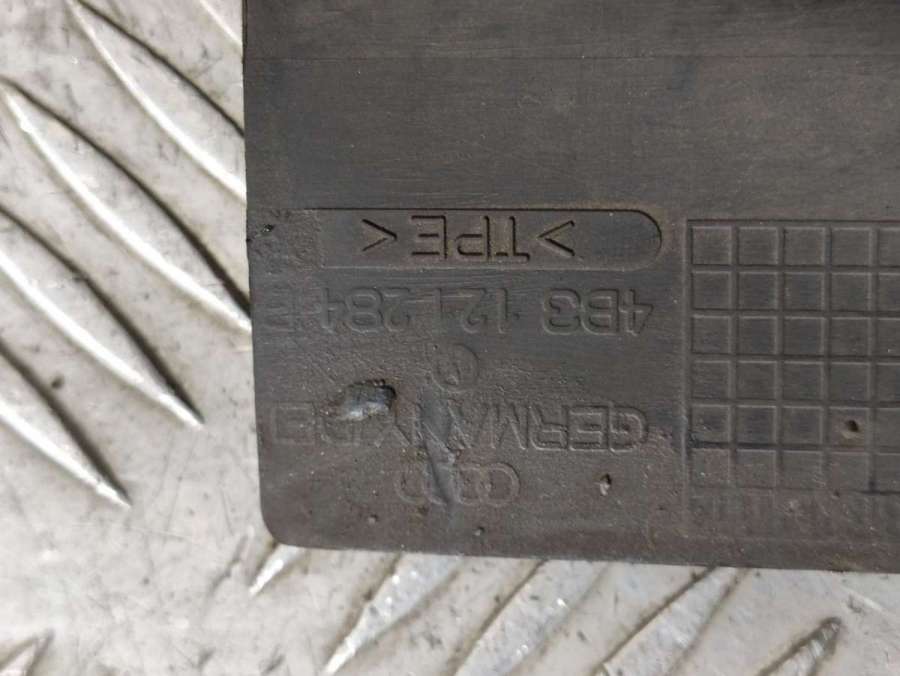 GERMANY
4B3 121 284
>TPE<